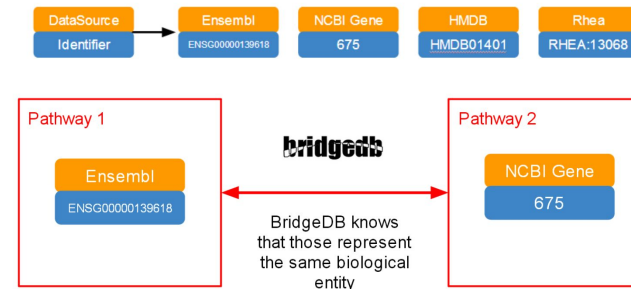 DataSource
Identifier
Ensembl
ENSG00000139618
NCBI Gene
675
HMDB
HMDB01401
Rhea
RHEA:13068
Pathway 1
Ensembl
ENSG00000139618
bridgedb
BridgeDB knows
that those represent
the same biological
entity
Pathway 2
NCBI Gene
675